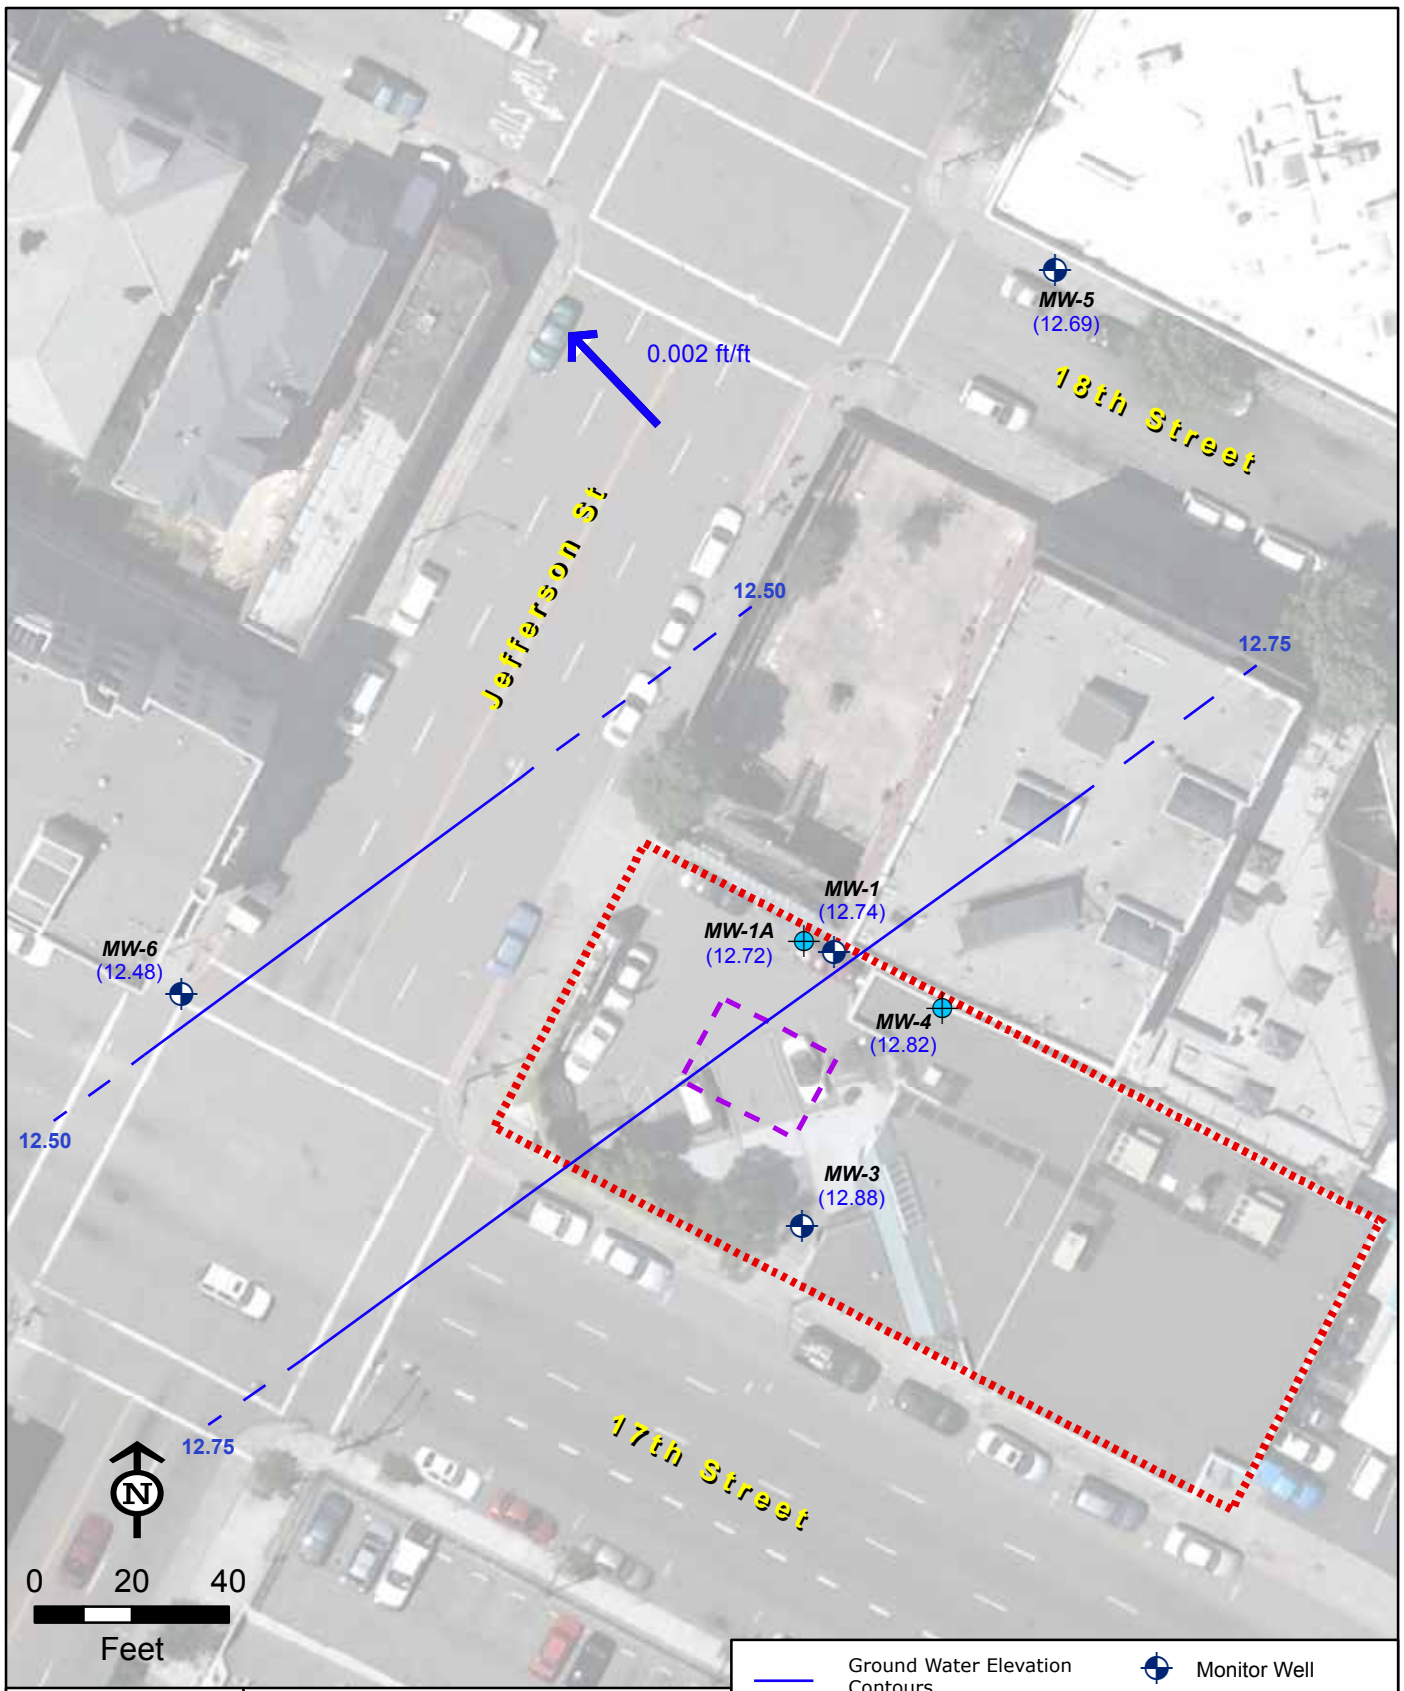 MW-5
(12.69)
0.002 ft/ft
18th Street
Jefferson St
12.50
12.75
MW-1
(12.74)
MW-1A
(12.72)
MW-6
(12.48)
MW-4
(12.82)
12.50
MW-3
(12.88)
12.75
17th Street
N
0 20 40
Feet
Ground Water Elevation
Contours
Monitor Well